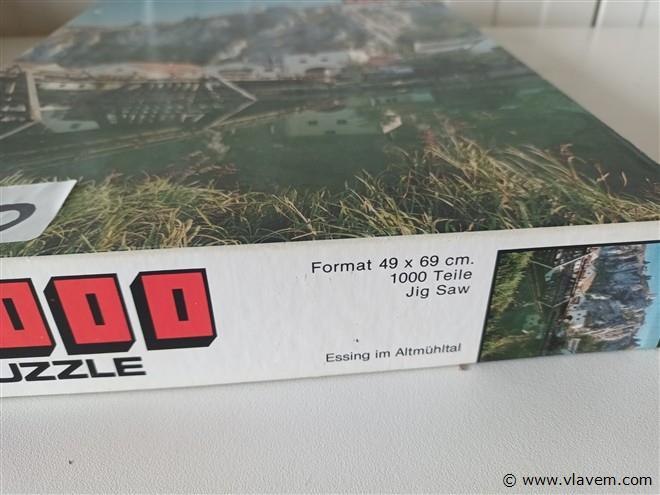 Format 49 x 69 cm.
1000 Teile
Jig Saw
000
UZZLE
Essing im Altmühltal
© www.vlavem.com